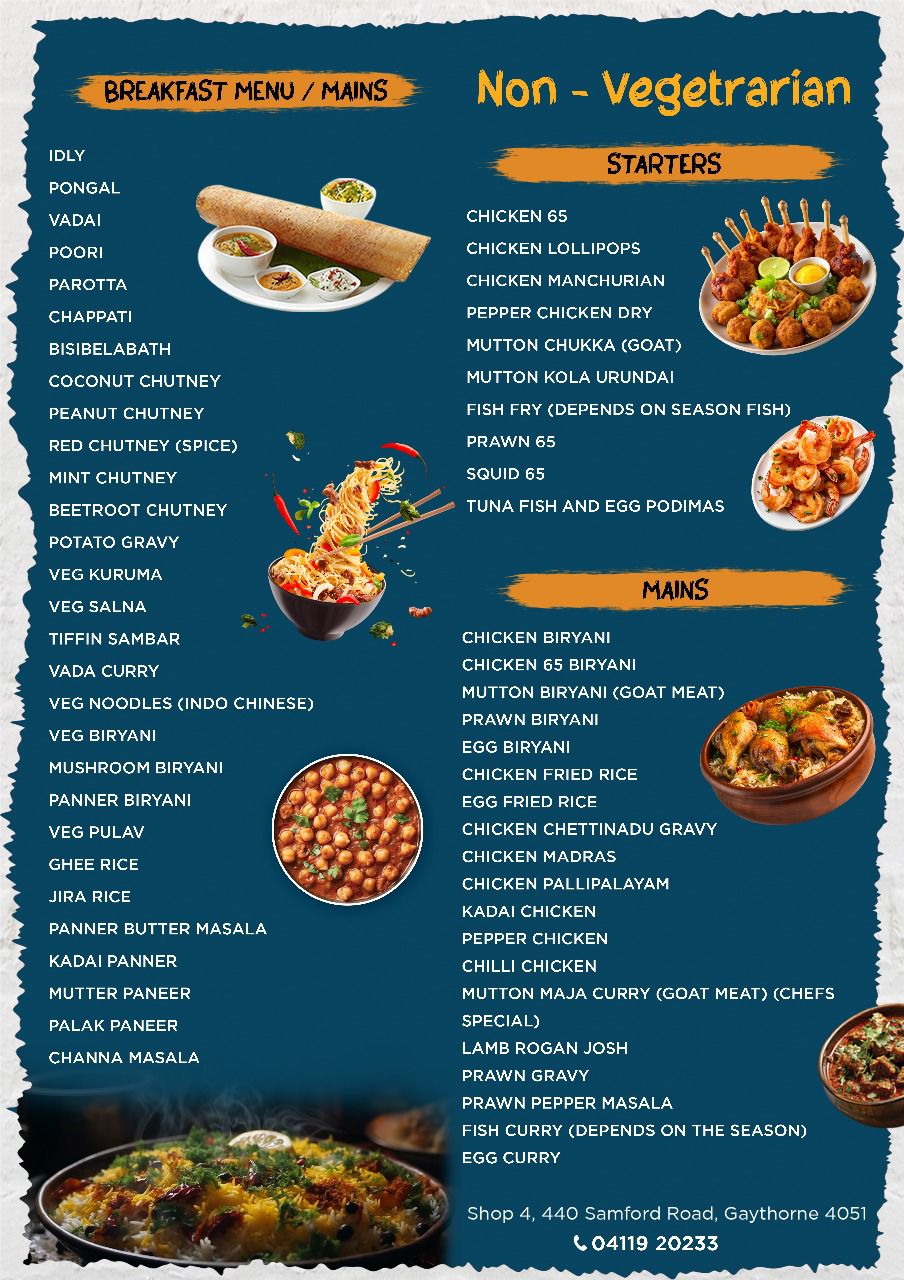 BREAKFAST MENU / MAINS
IDLY
PONGAL
VADAI
POORI
PAROTTA
CHAPPATI
BISIBELABATH
COCONUT CHUTNEY
PEANUT CHUTNEY
RED CHUTNEY (SPICE)
MINT CHUTNEY
BEETROOT CHUTNEY
POTATO GRAVY
VEG KURUMA
VEG SALNA
TIFFIN SAMBAR
VADA CURRY
VEG NOODLES (INDO CHINESE)
VEG BIRYANI
MUSHROOM BIRYANI
PANNER BIRYANI
VEG PULAV
GHEE RICE
JIRA RICE
PANNER BUTTER MASALA
KADAI PANNER
MUTTER PANEER
PALAK PANEER
CHANNA MASALA
Non - Vegetrarian
STARTERS
CHICKEN 65
CHICKEN LOLLIPOPS
CHICKEN MANCHURIAN
PEPPER CHICKEN DRY
MUTTON CHUKKA (GOAT)
MUTTON KOLA URUNDAI
FISH FRY (DEPENDS ON SEASON FISH)
PRAWN 65
SQUID 65
TUNA FISH AND EGG PODIMAS
MAINS
CHICKEN BIRYANI
CHICKEN 65 BIRYANI
MUTTON BIRYANI (GOAT MEAT)
PRAWN BIRYANI
EGG BIRYANI
CHICKEN FRIED RICE
EGG FRIED RICE
CHICKEN CHETTINADU GRAVY
CHICKEN MADRAS
CHICKEN PALLIPALAYAM
KADAI CHICKEN
PEPPER CHICKEN
CHILLI CHICKEN
MUTTON MAJA CURRY (GOAT MEAT) (CHEFS
SPECIAL)
LAMB ROGAN JOSH
PRAWN GRAVY
PRAWN PEPPER MASALA
FISH CURRY (DEPENDS ON THE SEASON)
EGG CURRY
Shop 4, 440 Samford Road, Gaythorne 4051
04119 20233